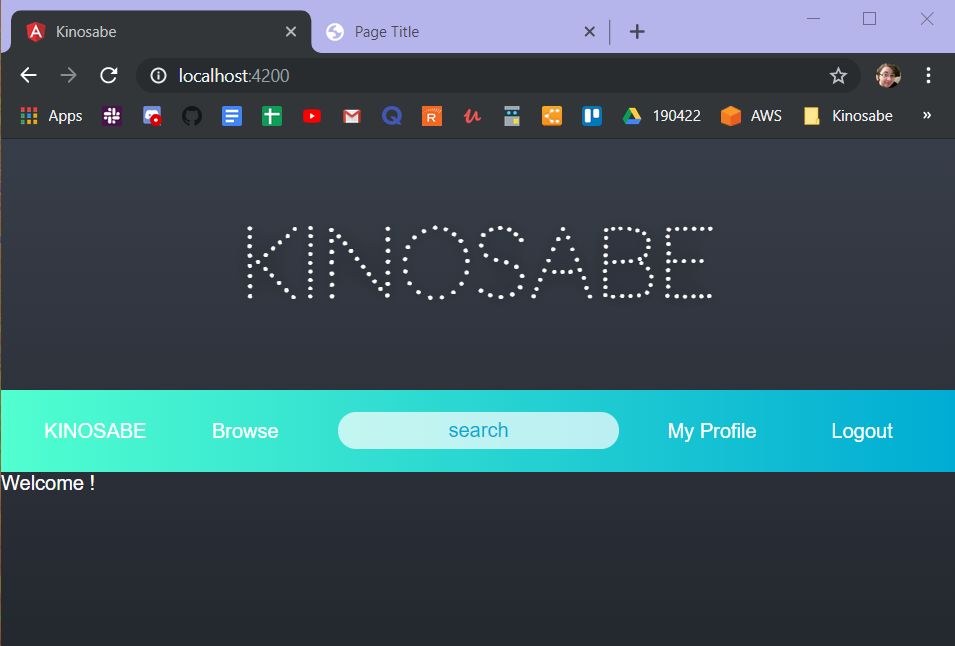 Kinosabe
Page Title
localhost:4200
Apps
190422
AWS
Kinosabe
»
KINOSABE
KINOSABE
Browse
search
My Profile
Logout
Welcome !